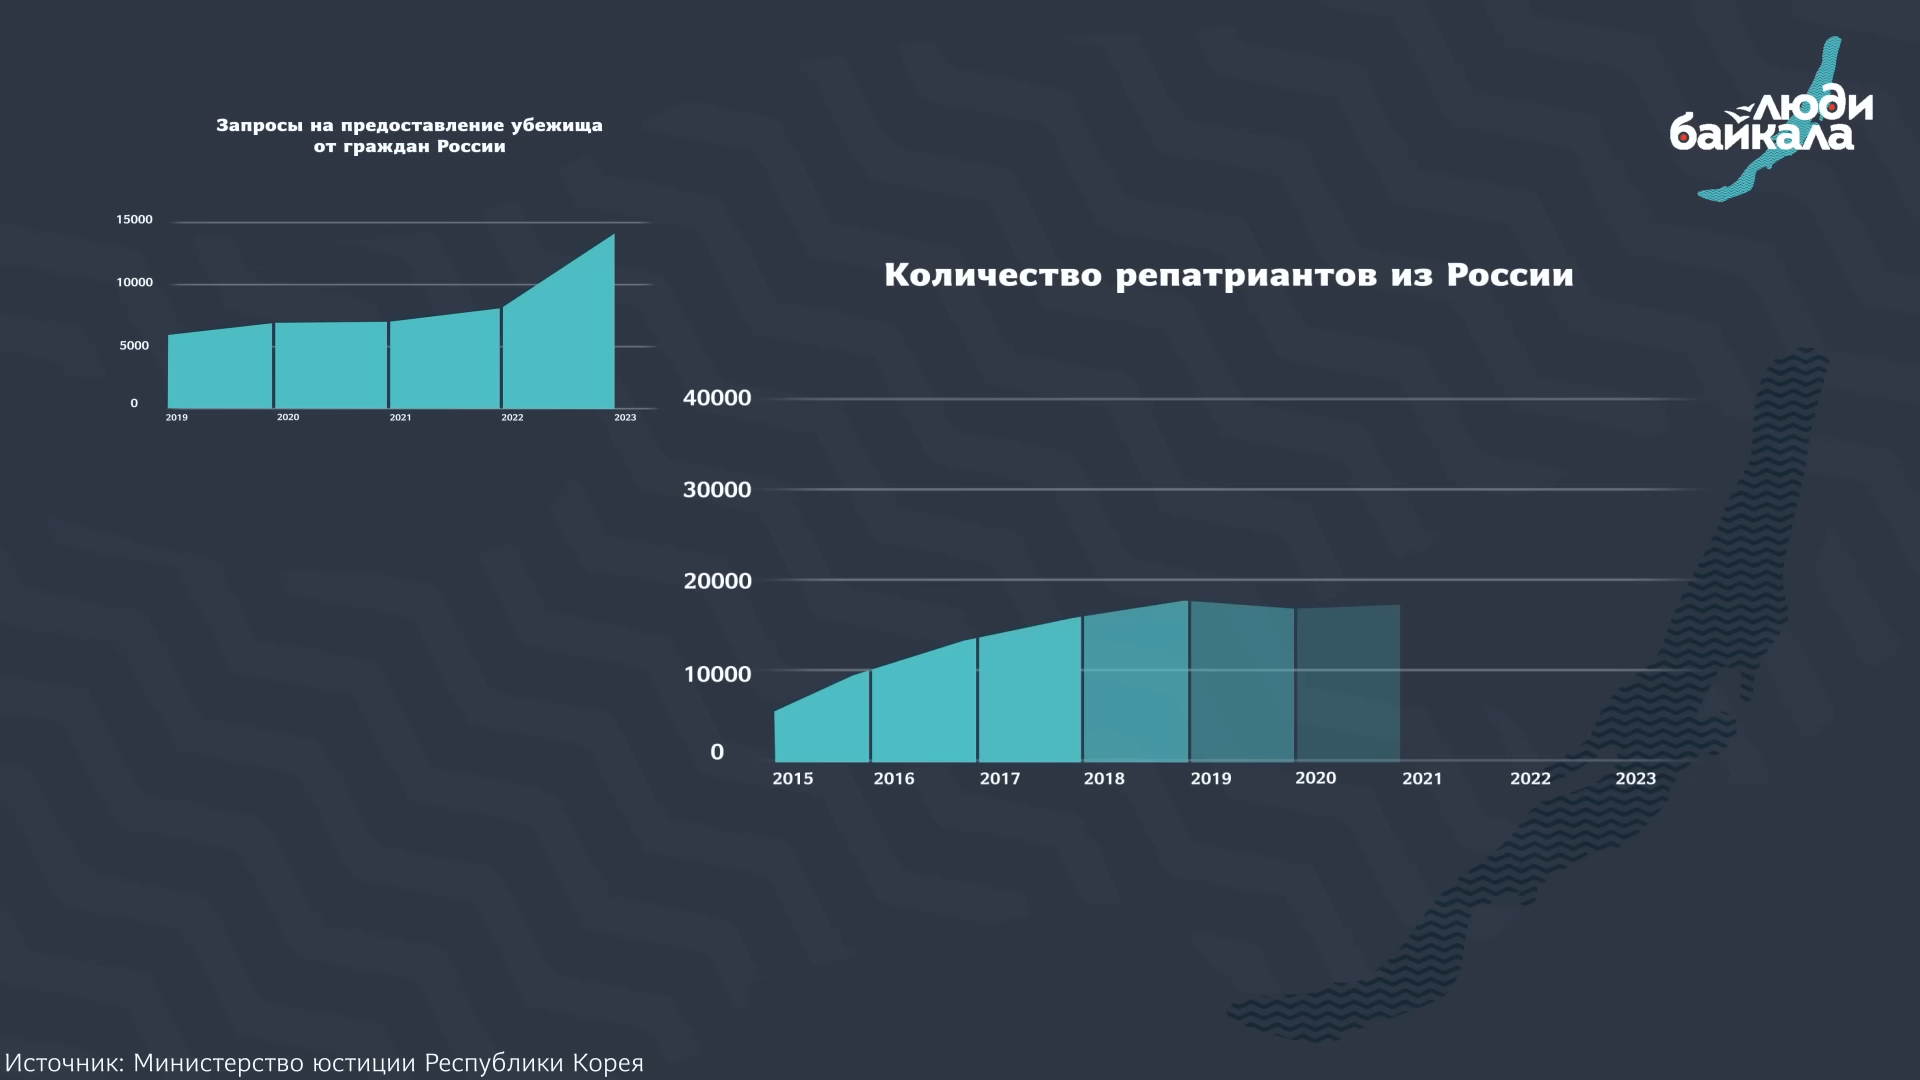 Запросы на предоставление убежища
от граждан России
15000
10000
5000
0
2019 2020 2021 2022 2023
люди
байкала
Количество репатриантов из России
40000
30000
20000
10000
0
2015 2016 2017 2018 2019 2020 2021 2022 2023
Источник: Министерство юстиции Республики Корея